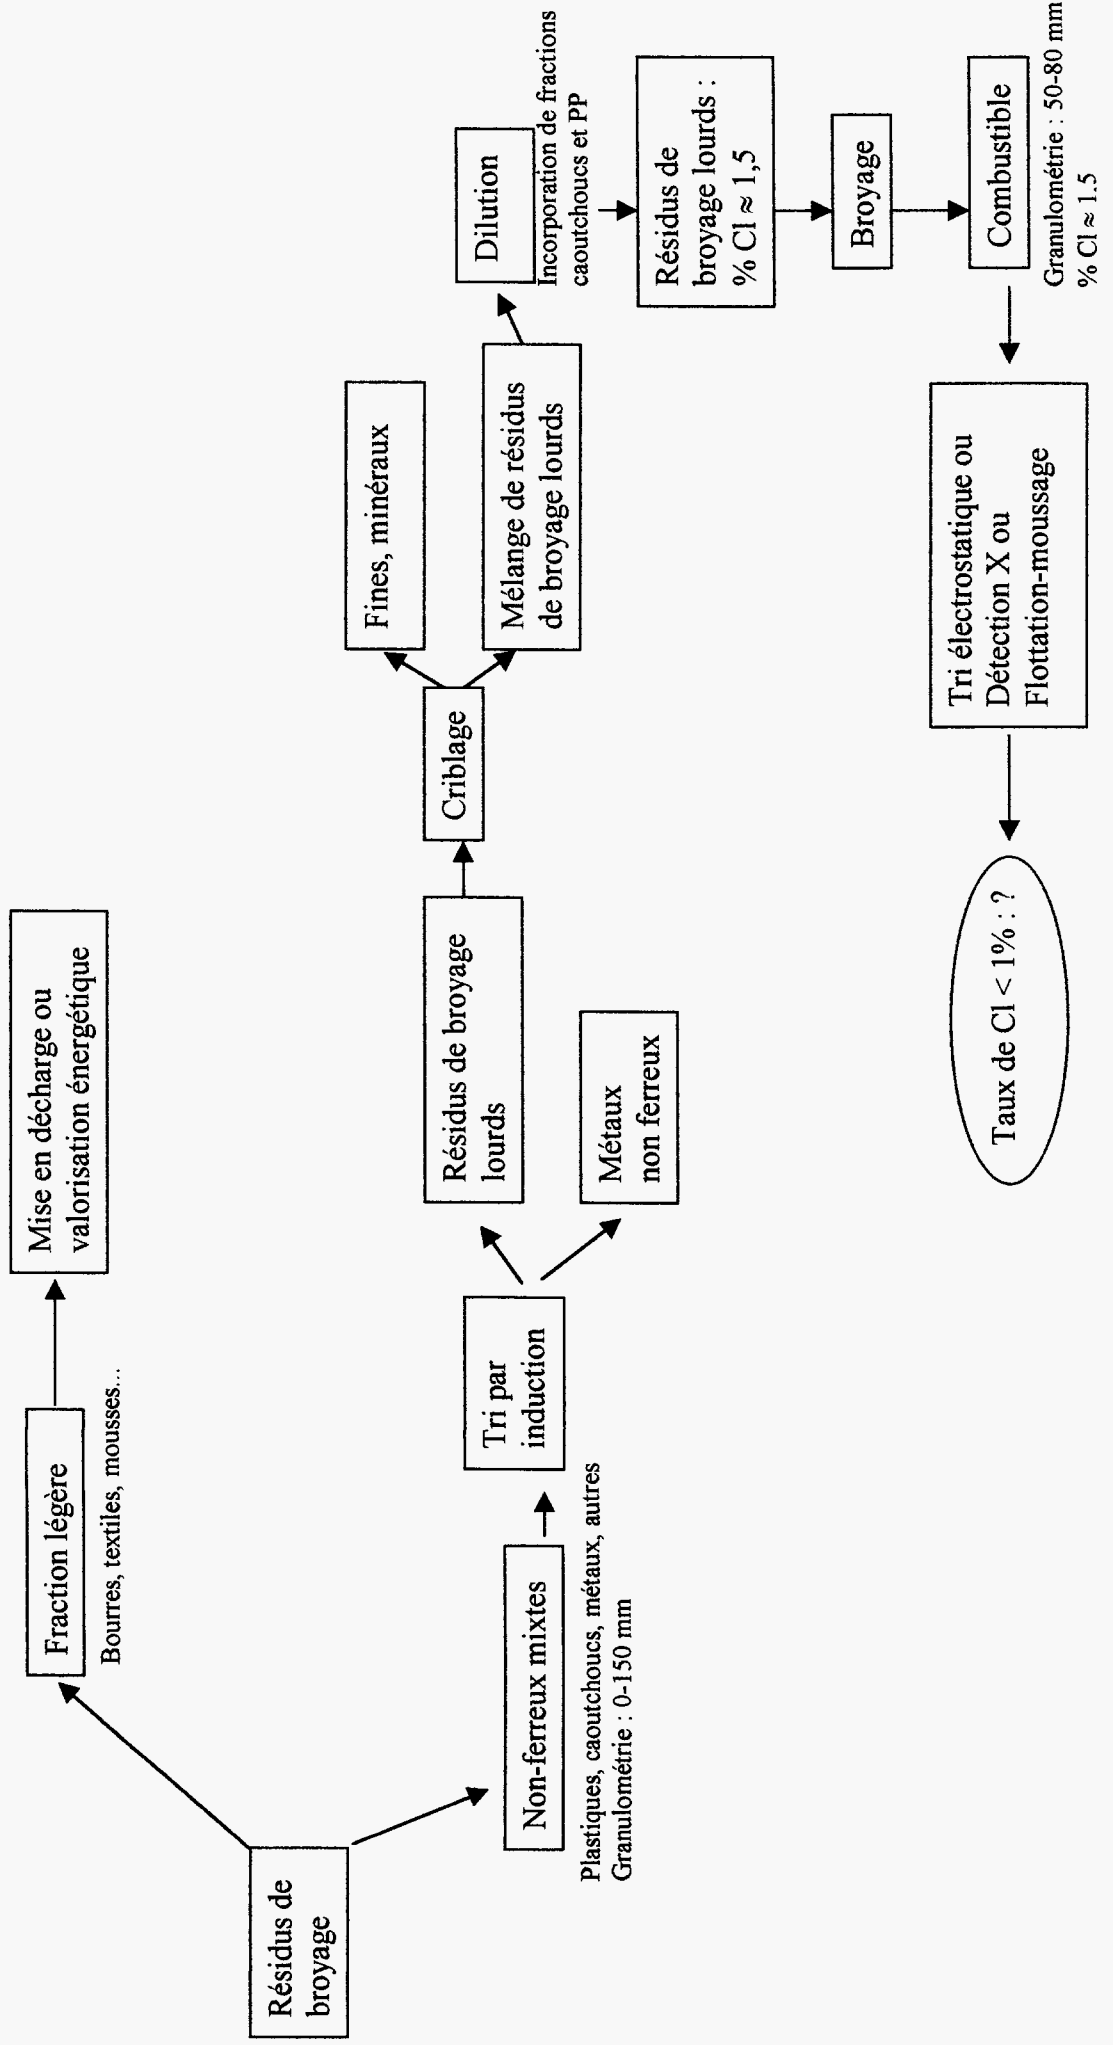 Résidus de
broyage
Fraction légère
Bourres, textiles, mousses...
Mise en décharge ou
valorisation énergétique
Non-ferreux mixtes
Plastiques, caoutchoucs, métaux, autres
Granulométrie : 0-150 mm
Tri par
induction
Résidus de broyage
lourds
Métaux
non ferreux
Criblage
Fines, minéraux
Mélange de résidus
de broyage lourds
Dilution
Incorporation de fractions
caoutchoucs et PP
Résidus de
broyage lourds :
% Cl ≈ 1,5
Broyage
Combustible
Granulométrie : 50-80 mm
% Cl ≈ 1.5
Tri électrostatique ou
Détection X ou
Flottation-moussage
Taux de Cl < 1% : ?